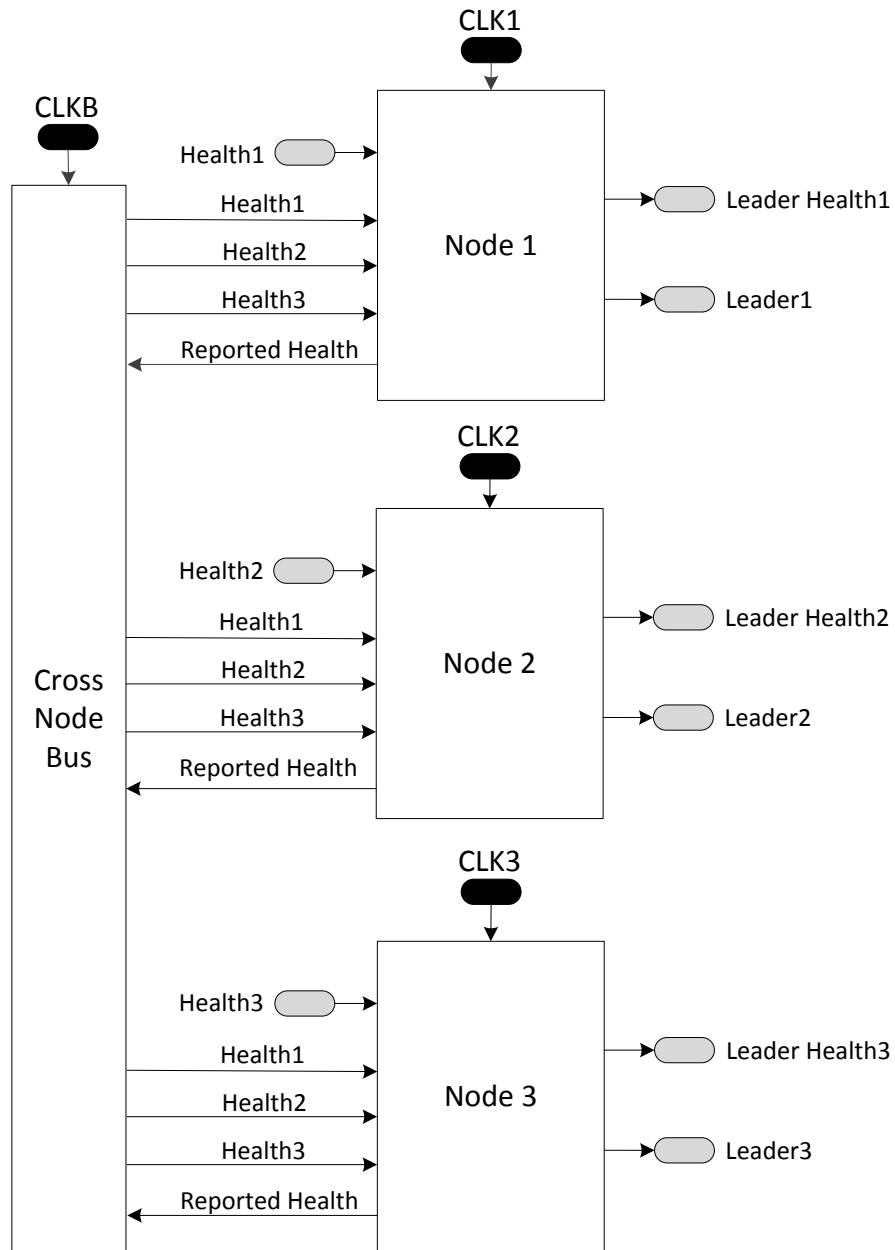 CLK1
CLKB
Health1
Health1
Leader Health1
Health2
Node 1
Health3
Leader1
Reported Health
CLK2
Health2
Health1
Leader Health2
Health2
Node 2
Health3
Leader2
Cross
Node
Bus
Reported Health
CLK3
Health3
Health1
Leader Health3
Health2
Node 3
Health3
Leader3
Reported Health